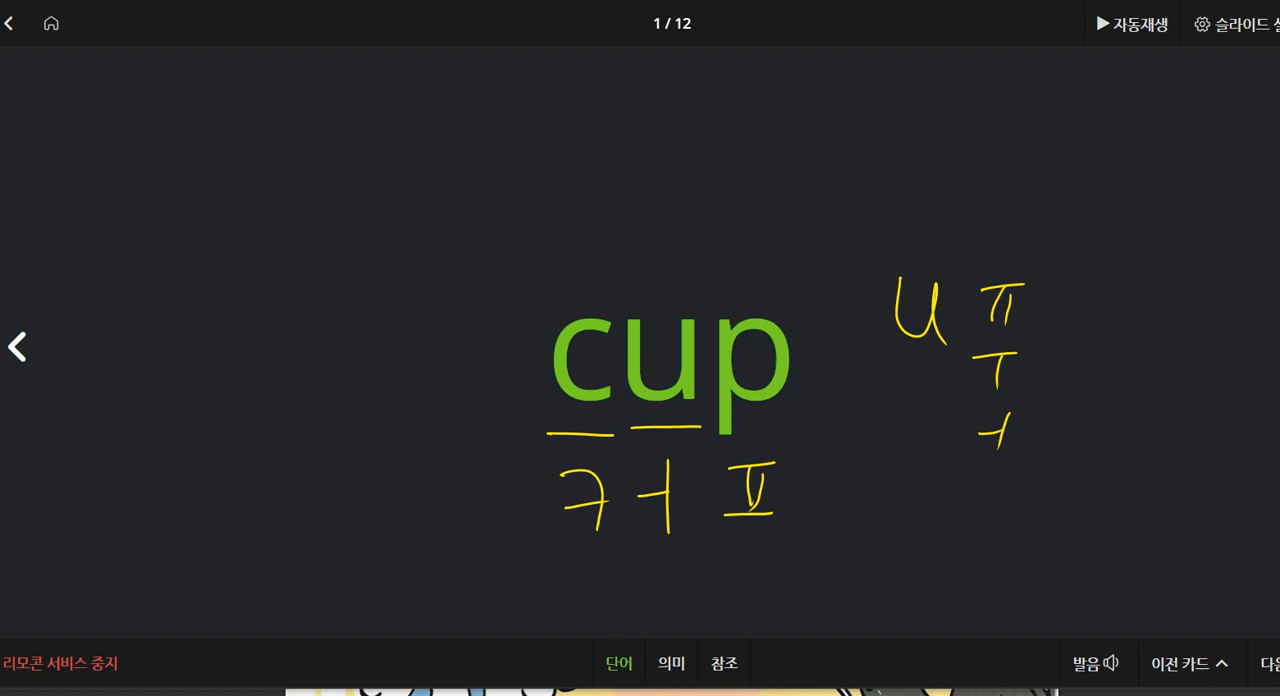 1 / 12
▶자동재생
슬라이드
cup
u ㅠ
ㅜ
ㅓ
ㅋ ㅓ ㅍ
리모콘 서비스 중지
단어 의미 참조
발음 이전 카드